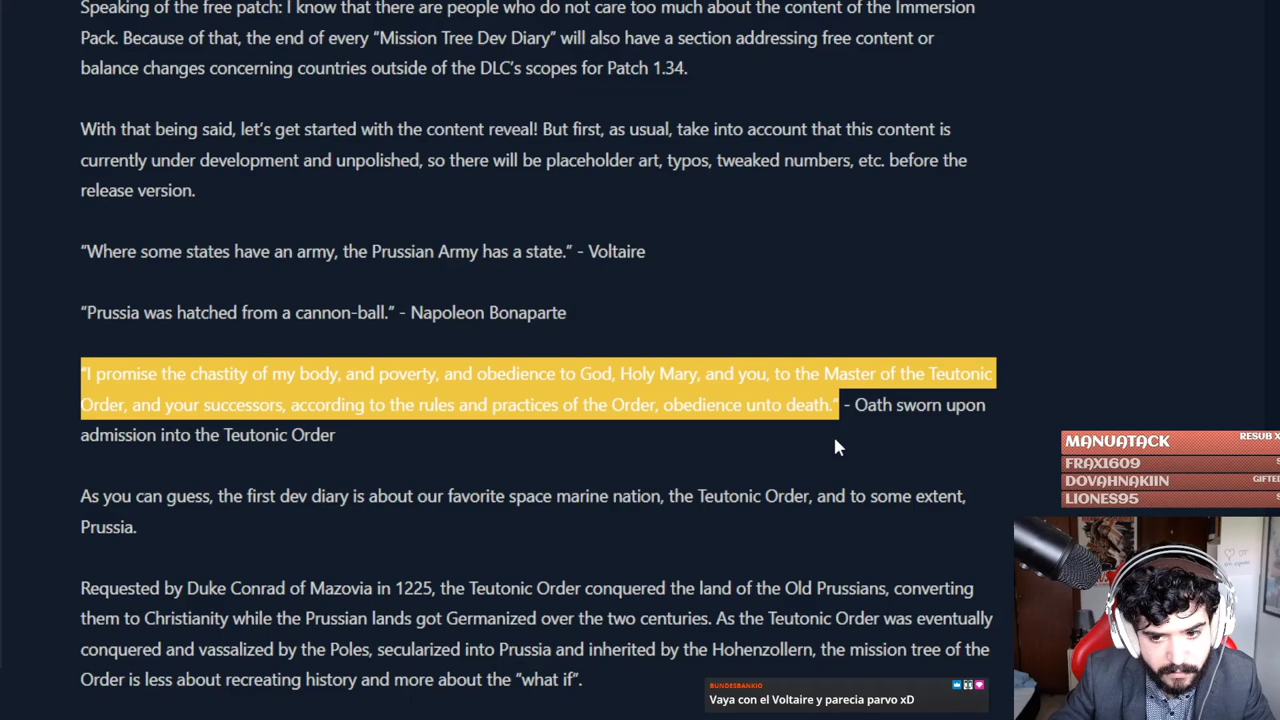 Speaking of the free patch: I know that there are people who do not care too much about the content of the Immersion
Pack. Because of that, the end of every “Mission Tree Dev Diary” will also have a section addressing free content or
balance changes concerning countries outside of the DLC’s scopes for Patch 1.34.
With that being said, let’s get started with the content reveal! But first, as usual, take into account that this content is
currently under development and unpolished, so there will be placeholder art, typos, tweaked numbers, etc. before the
release version.
“Where some states have an army, the Prussian Army has a state.” - Voltaire
“Prussia was hatched from a cannon-ball.” - Napoleon Bonaparte
“I promise the chastity of my body, and poverty, and obedience to God, Holy Mary, and you, to the Master of the Teutonic
Order, and your successors, according to the rules and practices of the Order, obedience unto death.” - Oath sworn upon
admission into the Teutonic Order
As you can guess, the first dev diary is about our favorite space marine nation, the Teutonic Order, and to some extent,
Prussia.
Requested by Duke Conrad of Mazovia in 1225, the Teutonic Order conquered the land of the Old Prussians, converting
them to Christianity while the Prussian lands got Germanized over the two centuries. As the Teutonic Order was eventually
conquered and vassalized by the Poles, secularized into Prussia and inherited by the Hohenzollern, the mission tree of the
Order is less about recreating history and more about the “what if”.
MANUATACK RESUB X
FRAX1609
DOVAHNAKIIN GIFTED
LIONES95
BUNDESBANKIO
Vaya con el Voltaire y parecia parvo xD